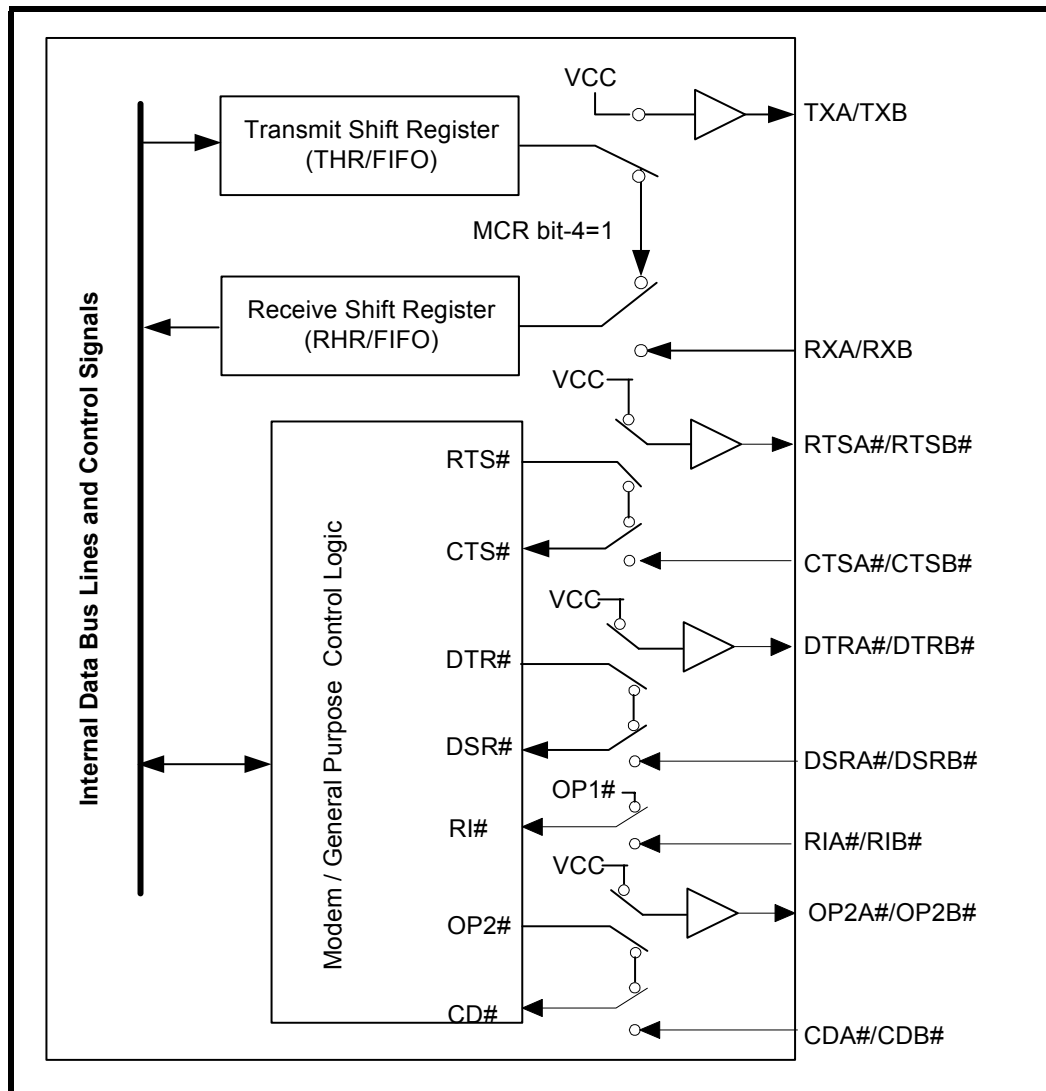 VCC
TXA/TXB
Transmit Shift Register
(THR/FIFO)
MCR bit-4=1
Receive Shift Register
(RHR/FIFO)
RXA/RXB
VCC
RTSA#/RTSB#
RTS#
CTS#
CTSA#/CTSB#
VCC
DTRA#/DTRB#
DTR#
DSR#
DSRA#/DSRB#
OP1#
RI#
RIA#/RIB#
VCC
OP2A#/OP2B#
OP2#
CD#
CDA#/CDB#
Internal Data Bus Lines and Control Signals
Modem / General Purpose Control Logic